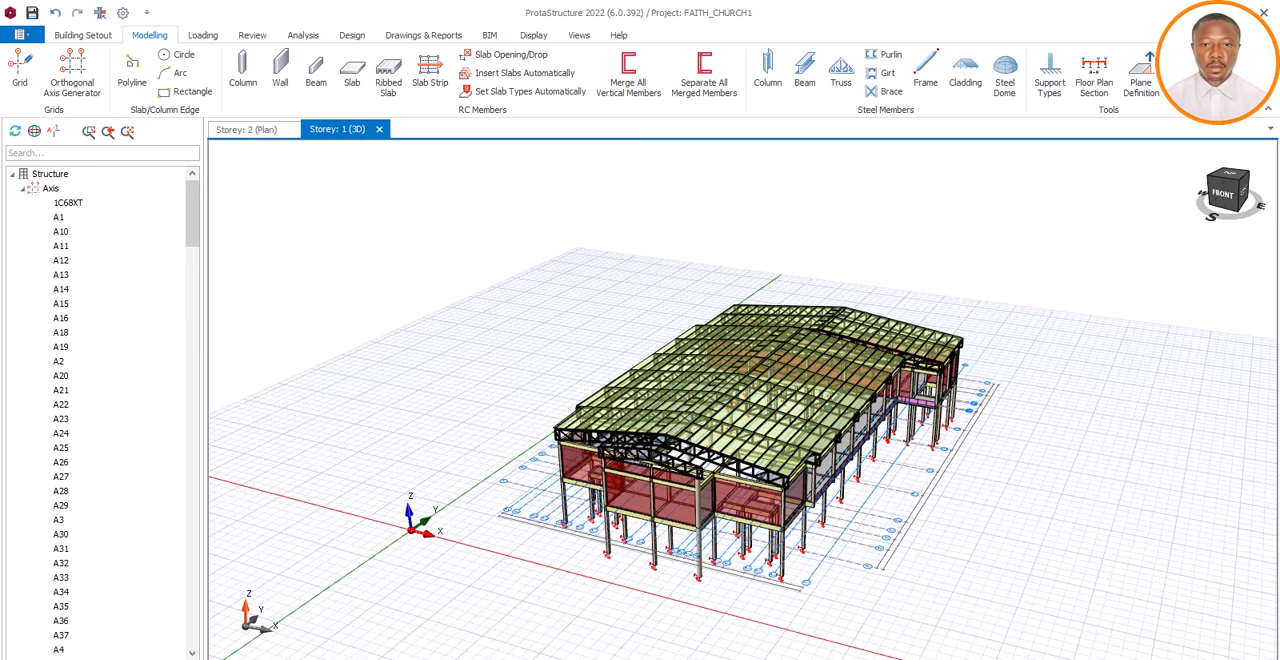 ProtaStructure 2022 (6.0.392) / Project: FAITH_CHURCH1
Building Setout Modelling Loading Review Analysis Design Drawings & Reports BIM Display Views Help
Grid
Orthogonal
Axis Generator
Grids
Polyline
Circle
Arc
Rectangle
Slab/Column Edge
Column
Wall
Beam
Slab
Ribbed
Slab
Slab Strip
Slab Opening/Drop
Insert Slabs Automatically
Set Slab Types Automatically
Merge All
Vertical Members
Separate All
Merged Members
RC Members
Column
Beam
Truss
Purlin
Girt
Brace
Frame
Cladding
Steel
Dome
Steel Members
Support
Types
Floor Plan
Section
Plane
Definition
Tools
Search...
Storey: 2 (Plan)
Storey: 1 (3D)
Structure
Axis
1C68XT
A1
A10
A11
A12
A13
A14
A15
A16
A18
A19
A2
A20
A21
A22
A23
A24
A25
A26
A27
A28
A29
A3
A30
A31
A32
A33
A34
A35
A36
A37
A4
FRONT
W
S
E
Z
Y
X
Z
Y
X